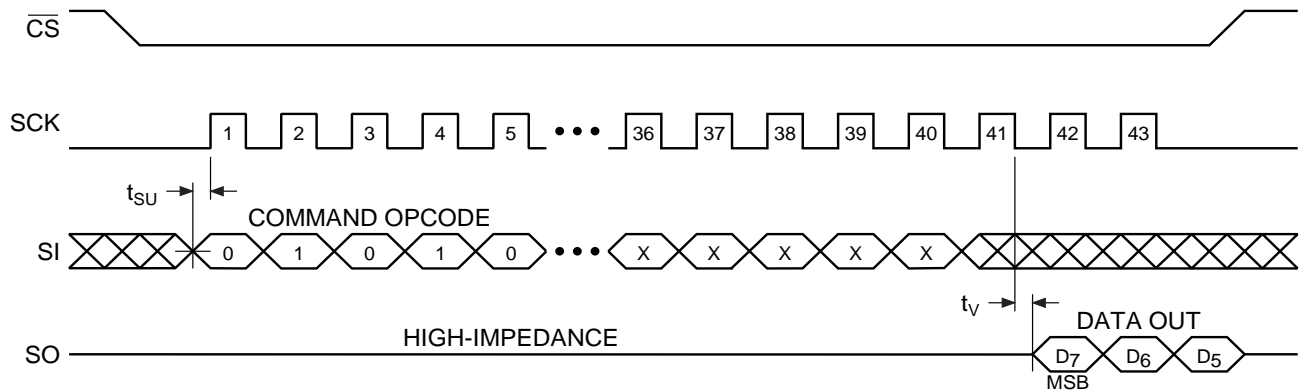 CS
SCK 1 2 3 4 5 ••• 36 37 38 39 40 41 42 43
tSU
COMMAND OPCODE
SI 0 1 0 1 0 ••• X X X X X
tV
HIGH-IMPEDANCE
DATA OUT
SO D7 D6 D5
MSB